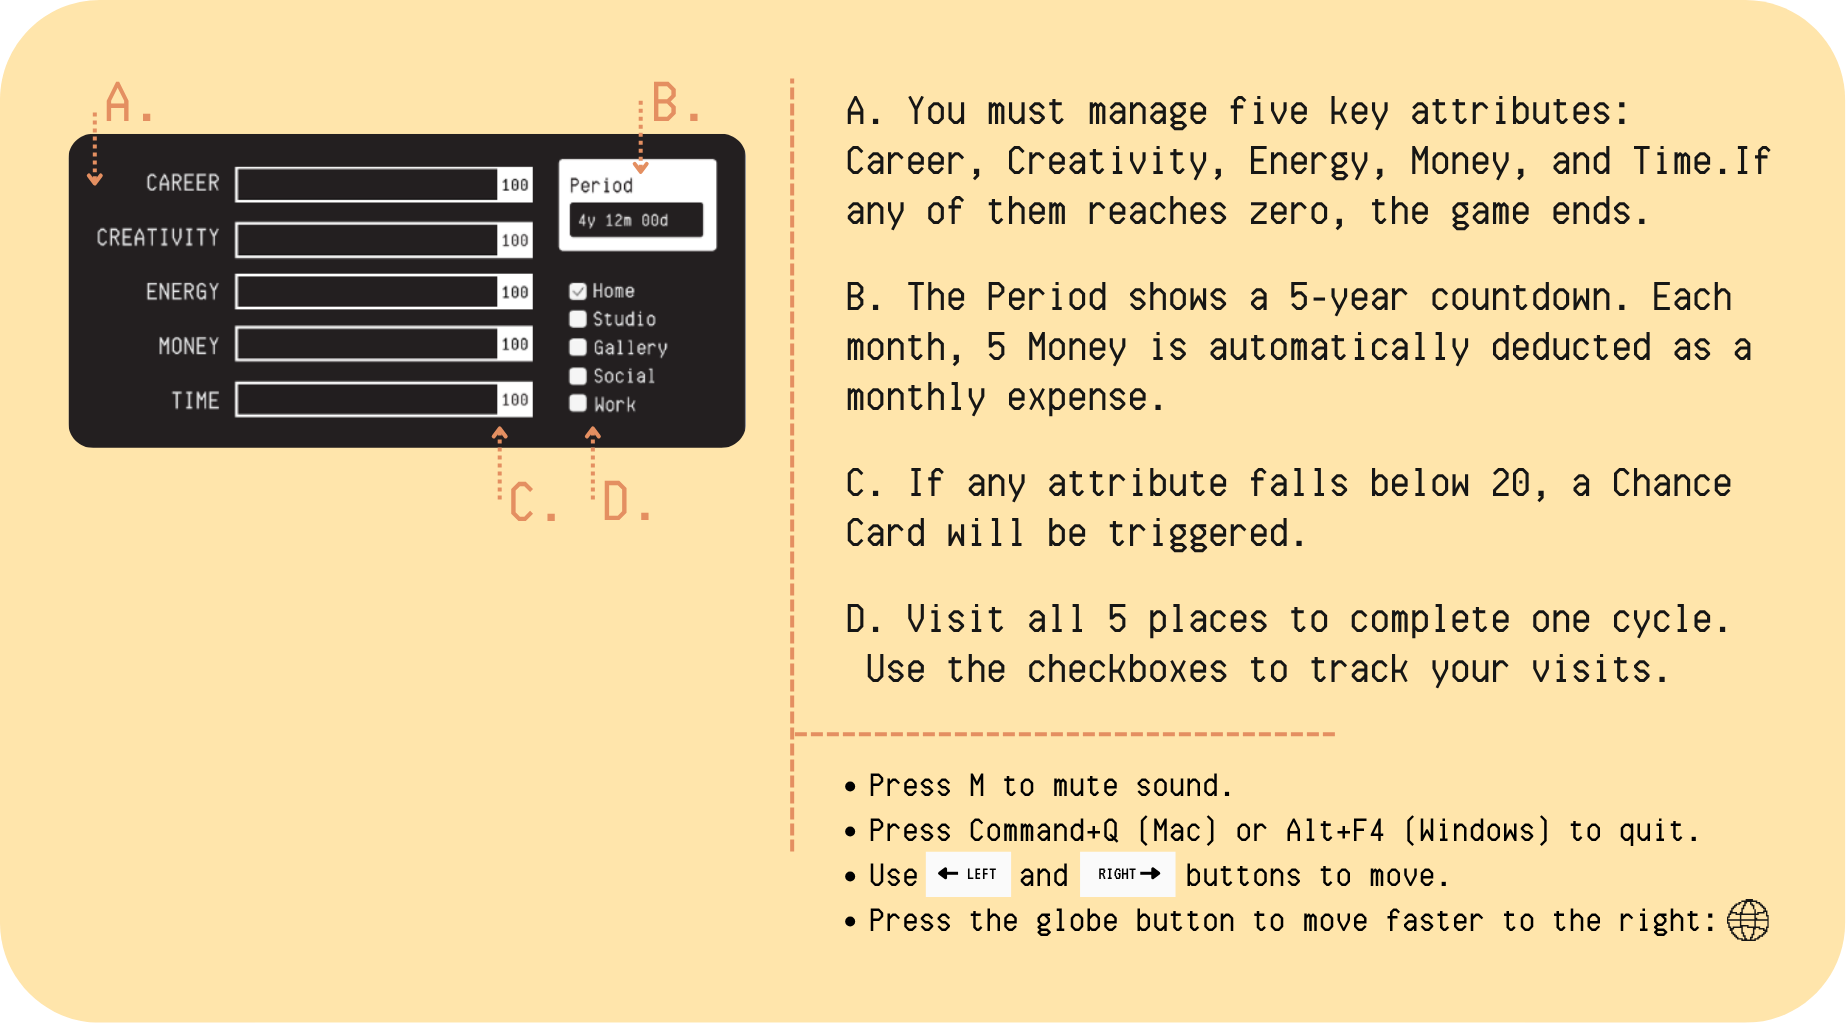 A.
B.
CAREER 100
CREATIVITY 100
ENERGY 100
MONEY 100
TIME 100
Period
4y 12m 00d
Home
Studio
Gallery
Social
Work
C.
D.
A. You must manage five key attributes:
Career, Creativity, Energy, Money, and Time.If
any of them reaches zero, the game ends.
B. The Period shows a 5-year countdown. Each
month, 5 Money is automatically deducted as a
monthly expense.
C. If any attribute falls below 20, a Chance
Card will be triggered.
D. Visit all 5 places to complete one cycle.
Use the checkboxes to track your visits.
• Press M to mute sound.
• Press Command+Q (Mac) or Alt+F4 (Windows) to quit.
• Use ← LEFT and RIGHT → buttons to move.
• Press the globe button to move faster to the right: